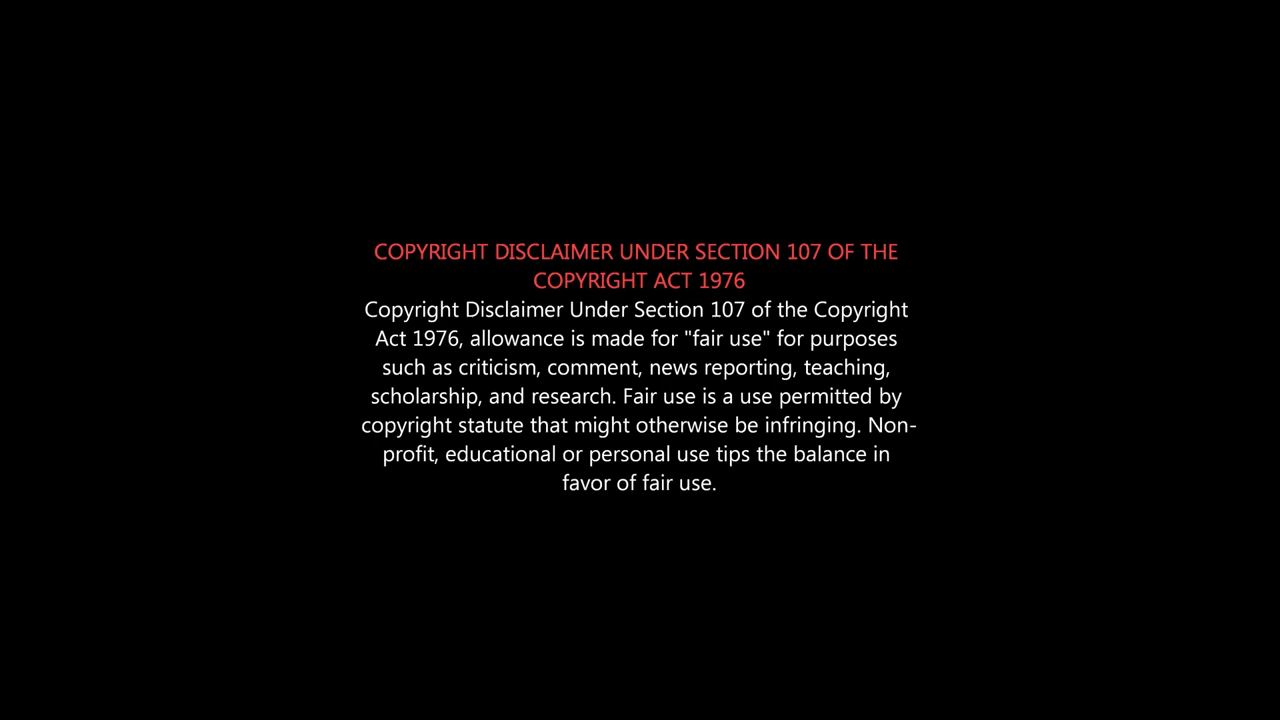 COPYRIGHT DISCLAIMER UNDER SECTION 107 OF THE
COPYRIGHT ACT 1976
Copyright Disclaimer Under Section 107 of the Copyright
Act 1976, allowance is made for "fair use" for purposes
such as criticism, comment, news reporting, teaching,
scholarship, and research. Fair use is a use permitted by
copyright statute that might otherwise be infringing. Non-
profit, educational or personal use tips the balance in
favor of fair use.